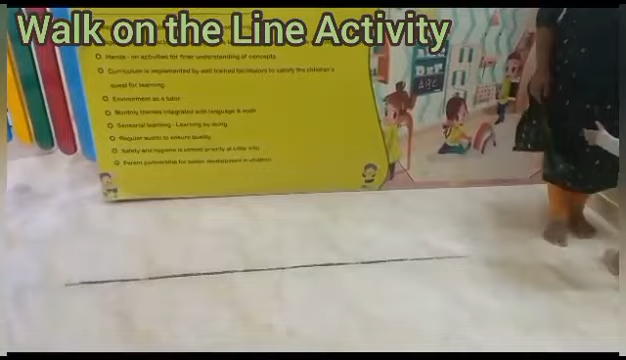 Walk on the Line Activity
Hands - on activities for finer understanding of concepts
Curriculum is implemented by well trained facilitators to satisfy the children's
quest for learning
Environment as a tutor
Monthly themes integrated with language & math
Sensorial learning - Learning by doing
Regular audits to ensure quality
Safety and hygiene is utmost priority at
Parent partnership for better development in children
ABC